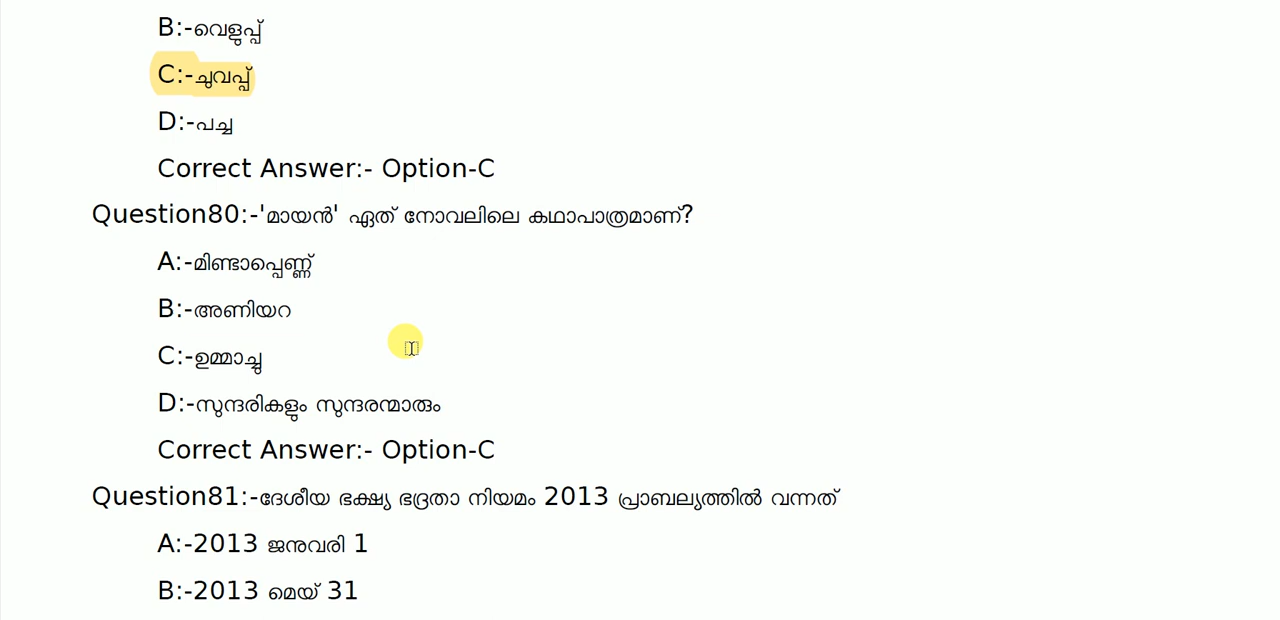 B:-വെളുപ്പ്
C:-ചുവപ്പ്
D:-പച്ച
Correct Answer:- Option-C
Question80:-'മായൻ' ഏത് നോവലിലെ കഥാപാത്രമാണ്?
A:-മിണ്ടാപ്പെണ്ണ്
B:-അണിയറ
C:-ഉമ്മാച്ചു
D:-സുന്ദരികളും സുന്ദരന്മാരും
Correct Answer:- Option-C
Question81:-ദേശീയ ഭക്ഷ്യ ഭദ്രതാ നിയമം 2013 പ്രാബല്യത്തിൽ വന്നത്
A:-2013 ജനുവരി 1
B:-2013 മെയ് 31